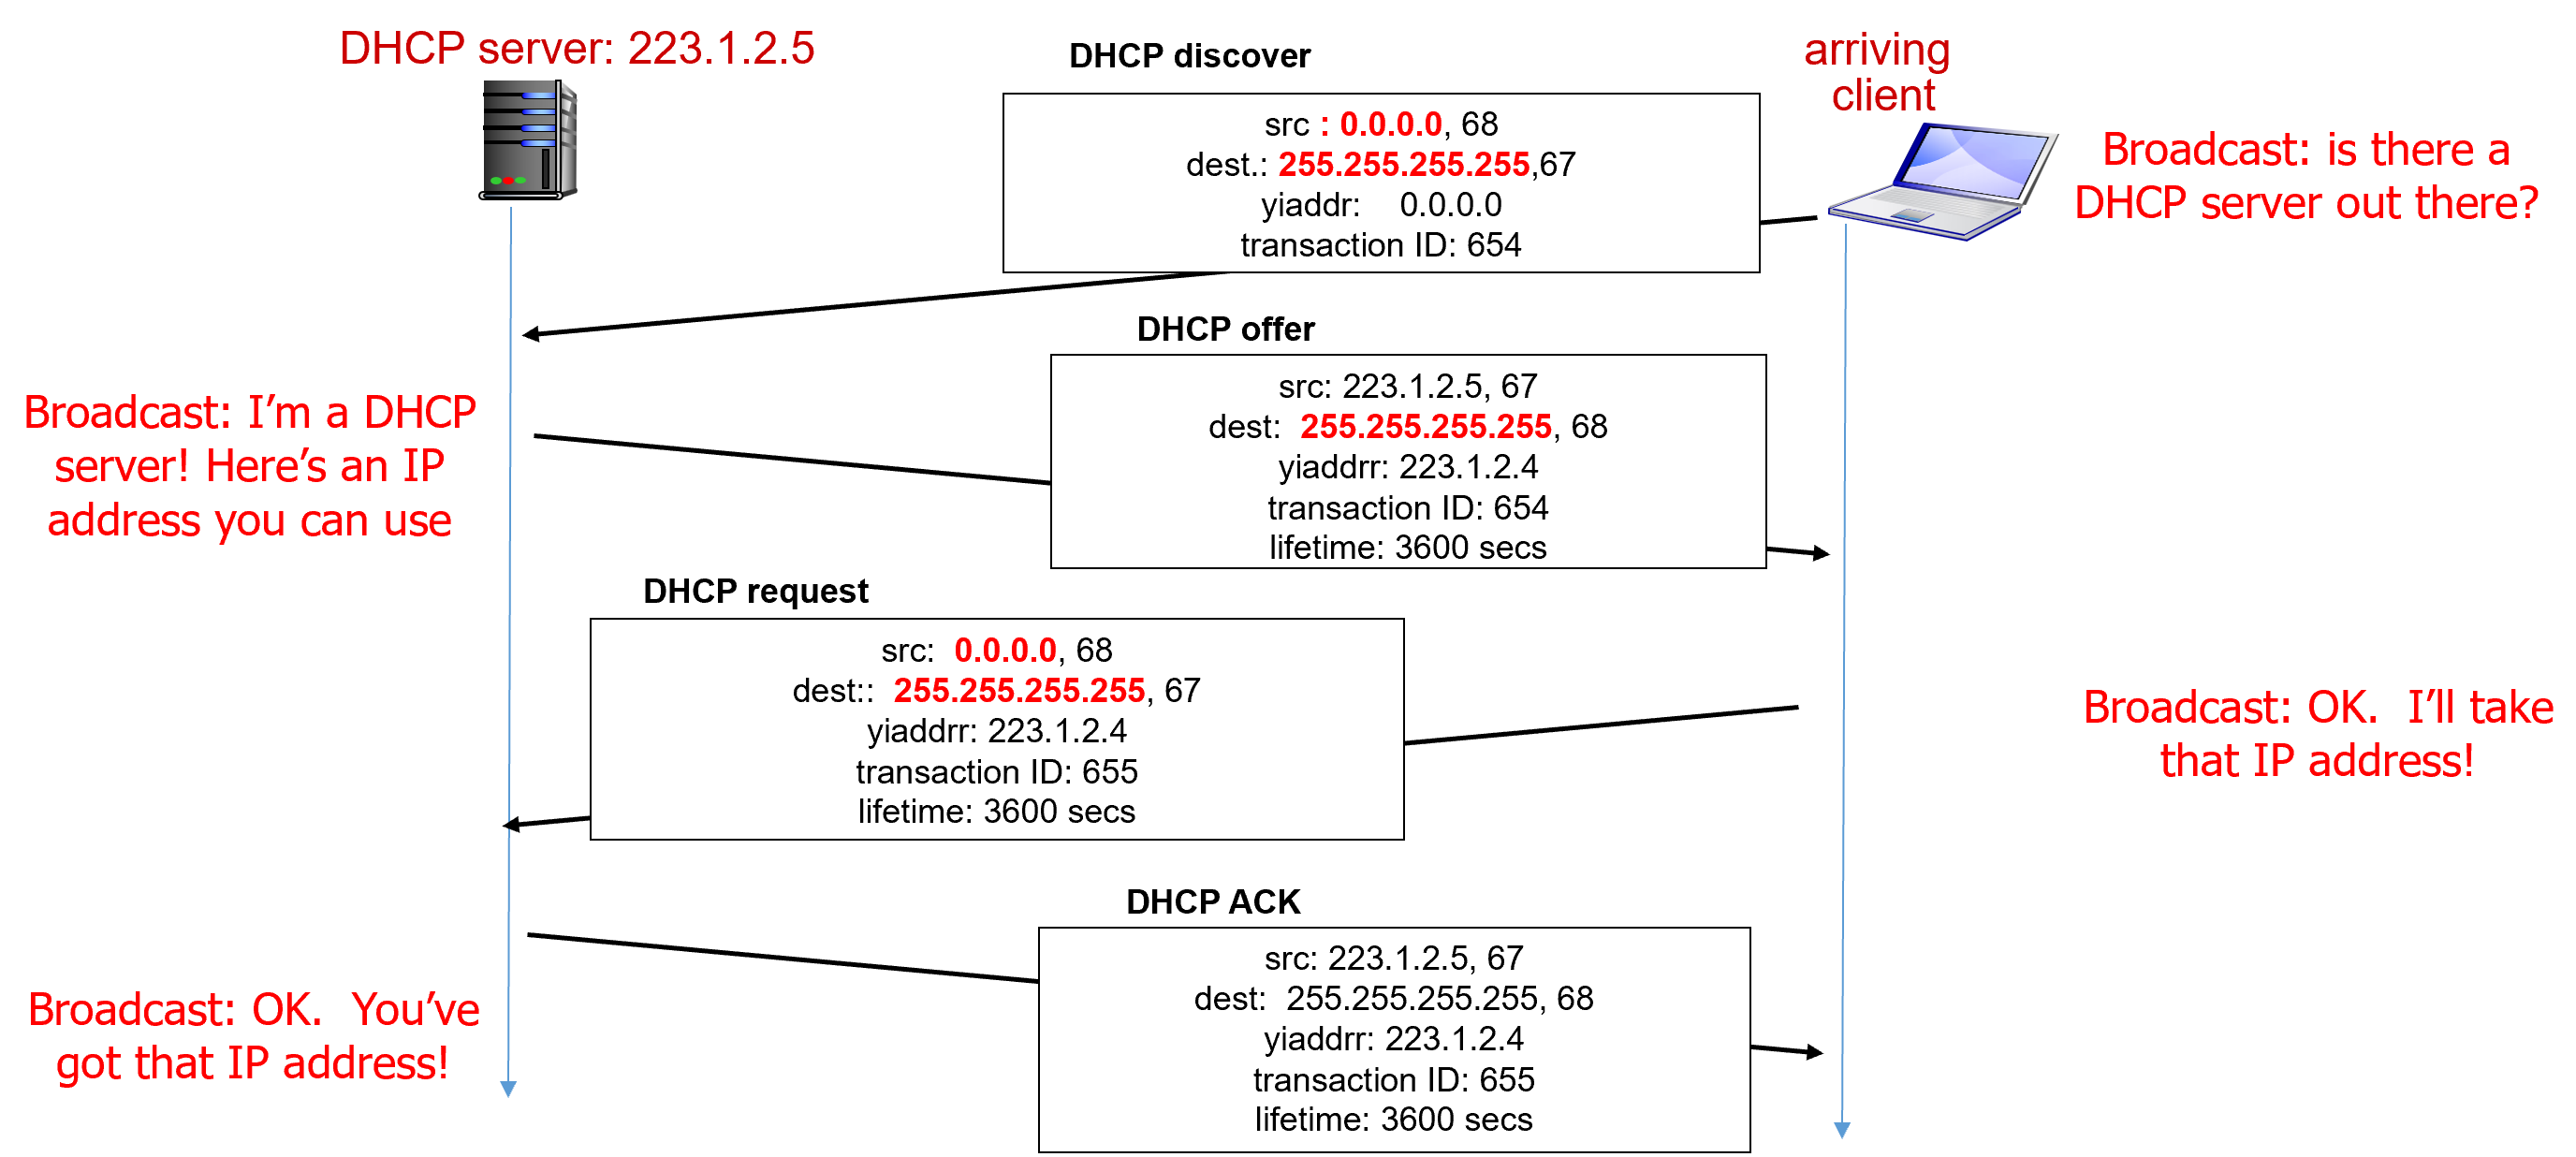 DHCP server: 223.1.2.5
DHCP discover
arriving
client
src : 0.0.0.0, 68
dest.: 255.255.255.255,67
yiaddr: 0.0.0.0
transaction ID: 654
Broadcast: is there a
DHCP server out there?
DHCP offer
src: 223.1.2.5, 67
dest: 255.255.255.255, 68
yiaddrr: 223.1.2.4
transaction ID: 654
lifetime: 3600 secs
Broadcast: I’m a DHCP
server! Here’s an IP
address you can use
DHCP request
src: 0.0.0.0, 68
dest:: 255.255.255.255, 67
yiaddrr: 223.1.2.4
transaction ID: 655
lifetime: 3600 secs
Broadcast: OK. I’ll take
that IP address!
DHCP ACK
src: 223.1.2.5, 67
dest: 255.255.255.255, 68
yiaddrr: 223.1.2.4
transaction ID: 655
lifetime: 3600 secs
Broadcast: OK. You’ve
got that IP address!